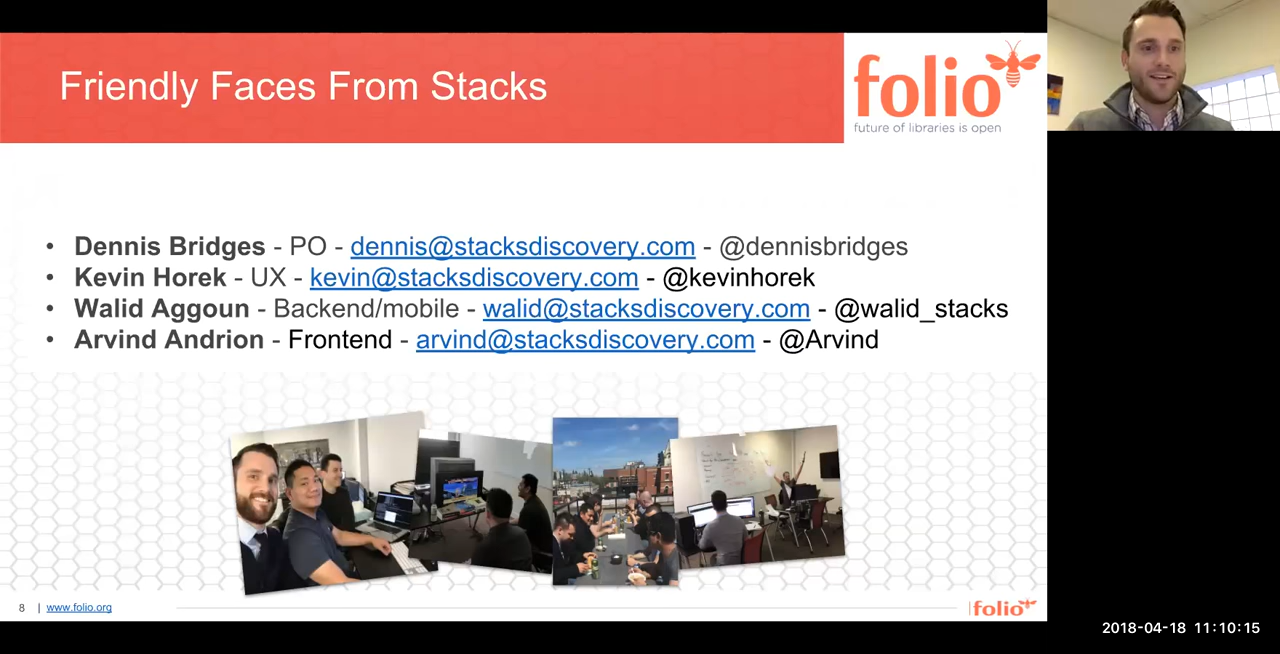 Friendly Faces From Stacks
folio
future of libraries is open
• Dennis Bridges - PO - dennis@stacksdiscovery.com - @dennisbridges
• Kevin Horek - UX - kevin@stacksdiscovery.com - @kevinhorek
• Walid Aggoun - Backend/mobile - walid@stacksdiscovery.com - @walid_stacks
• Arvind Andrion - Frontend - arvind@stacksdiscovery.com - @Arvind
8 | www.folio.org
folio
2018-04-18 11:10:15